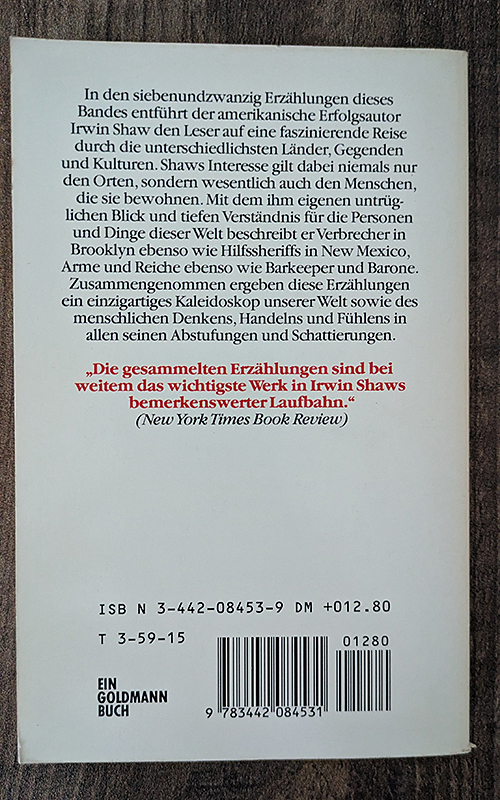 In den siebenundzwanzig Erzählungen dieses
Bandes entführt der amerikanische Erfolgsautor
Irwin Shaw den Leser auf eine faszinierende Reise
durch die unterschiedlichsten Länder, Gegenden
und Kulturen. Shaws Interesse gilt dabei niemals nur
den Orten, sondern wesentlich auch den Menschen,
die sie bewohnen. Mit dem ihm eigenen untrüg-
lichen Blick und tiefen Verständnis für die Personen
und Dinge dieser Welt beschreibt er Verbrecher in
Brooklyn ebenso wie Hilfssheriffs in New Mexico,
Arme und Reiche ebenso wie Barkeeper und Barone.
Zusammengenommen ergeben diese Erzählungen
ein einzigartiges Kaleidoskop unserer Welt sowie des
menschlichen Denkens, Handelns und Fühlens in
allen seinen Abstufungen und Schattierungen.
„Die gesammelten Erzählungen sind bei
weitem das wichtigste Werk in Irwin Shaws
bemerkenswerter Laufbahn.“
(New York Times Book Review)
ISB N 3-442-08453-9 DM +012.80
T 3-59-15
01280
EIN
GOLDMANN
BUCH
9 783442 084531